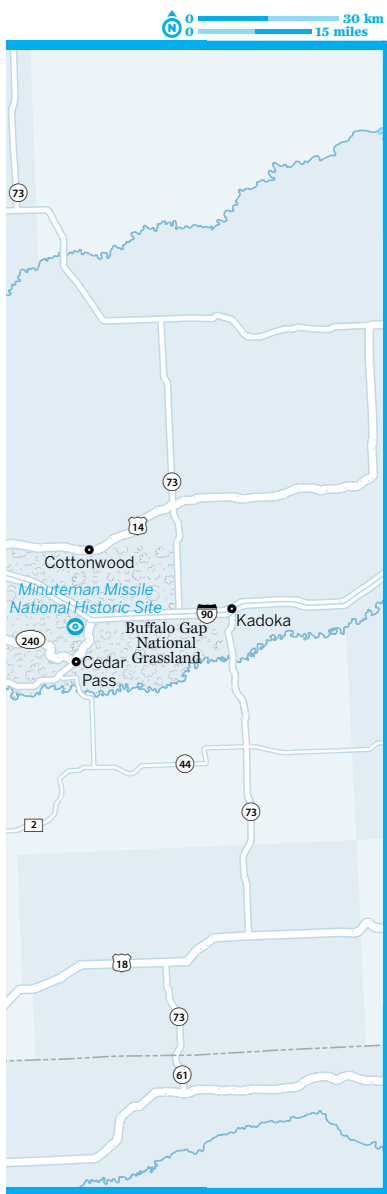 N 0 30 km
0 15 miles
73
73
14
Cottonwood
Minuteman Missile
National Historic Site
90
Kadoka
Buffalo Gap
National
Grassland
240
Cedar
Pass
44
2
73
18
73
61